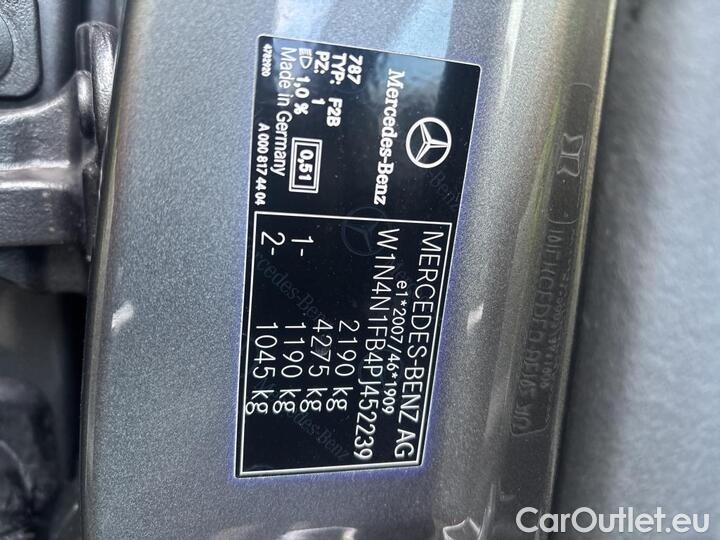 Mercedes-Benz
787
TYP: F2B
PZ: 1
1,0 %
Made in Germany
0,51
4782920
A 000 817 44 04
MERCEDES-BENZ AG
e1*2007/46*1909
W1N4N1FB4PJ452239
2190 kg
4275 kg
1- 1190 kg
2- 1045 kg
CarOutlet.eu